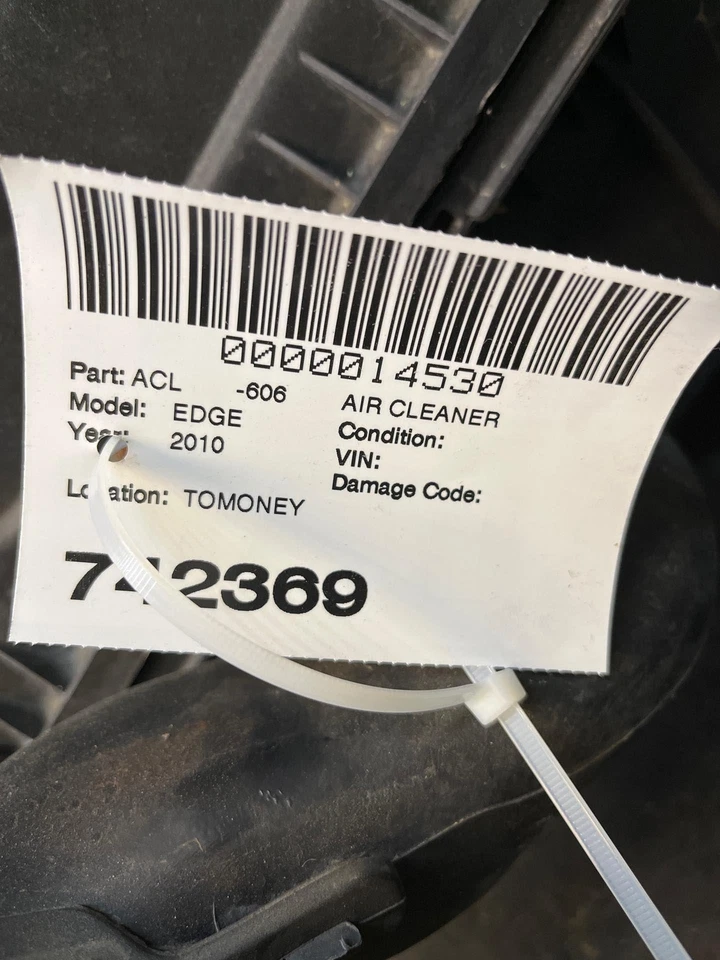 0000014530
Part: ACL -606 AIR CLEANER
Model: EDGE Condition:
Year: 2010 VIN:
Location: TOMONEY Damage Code:
742369